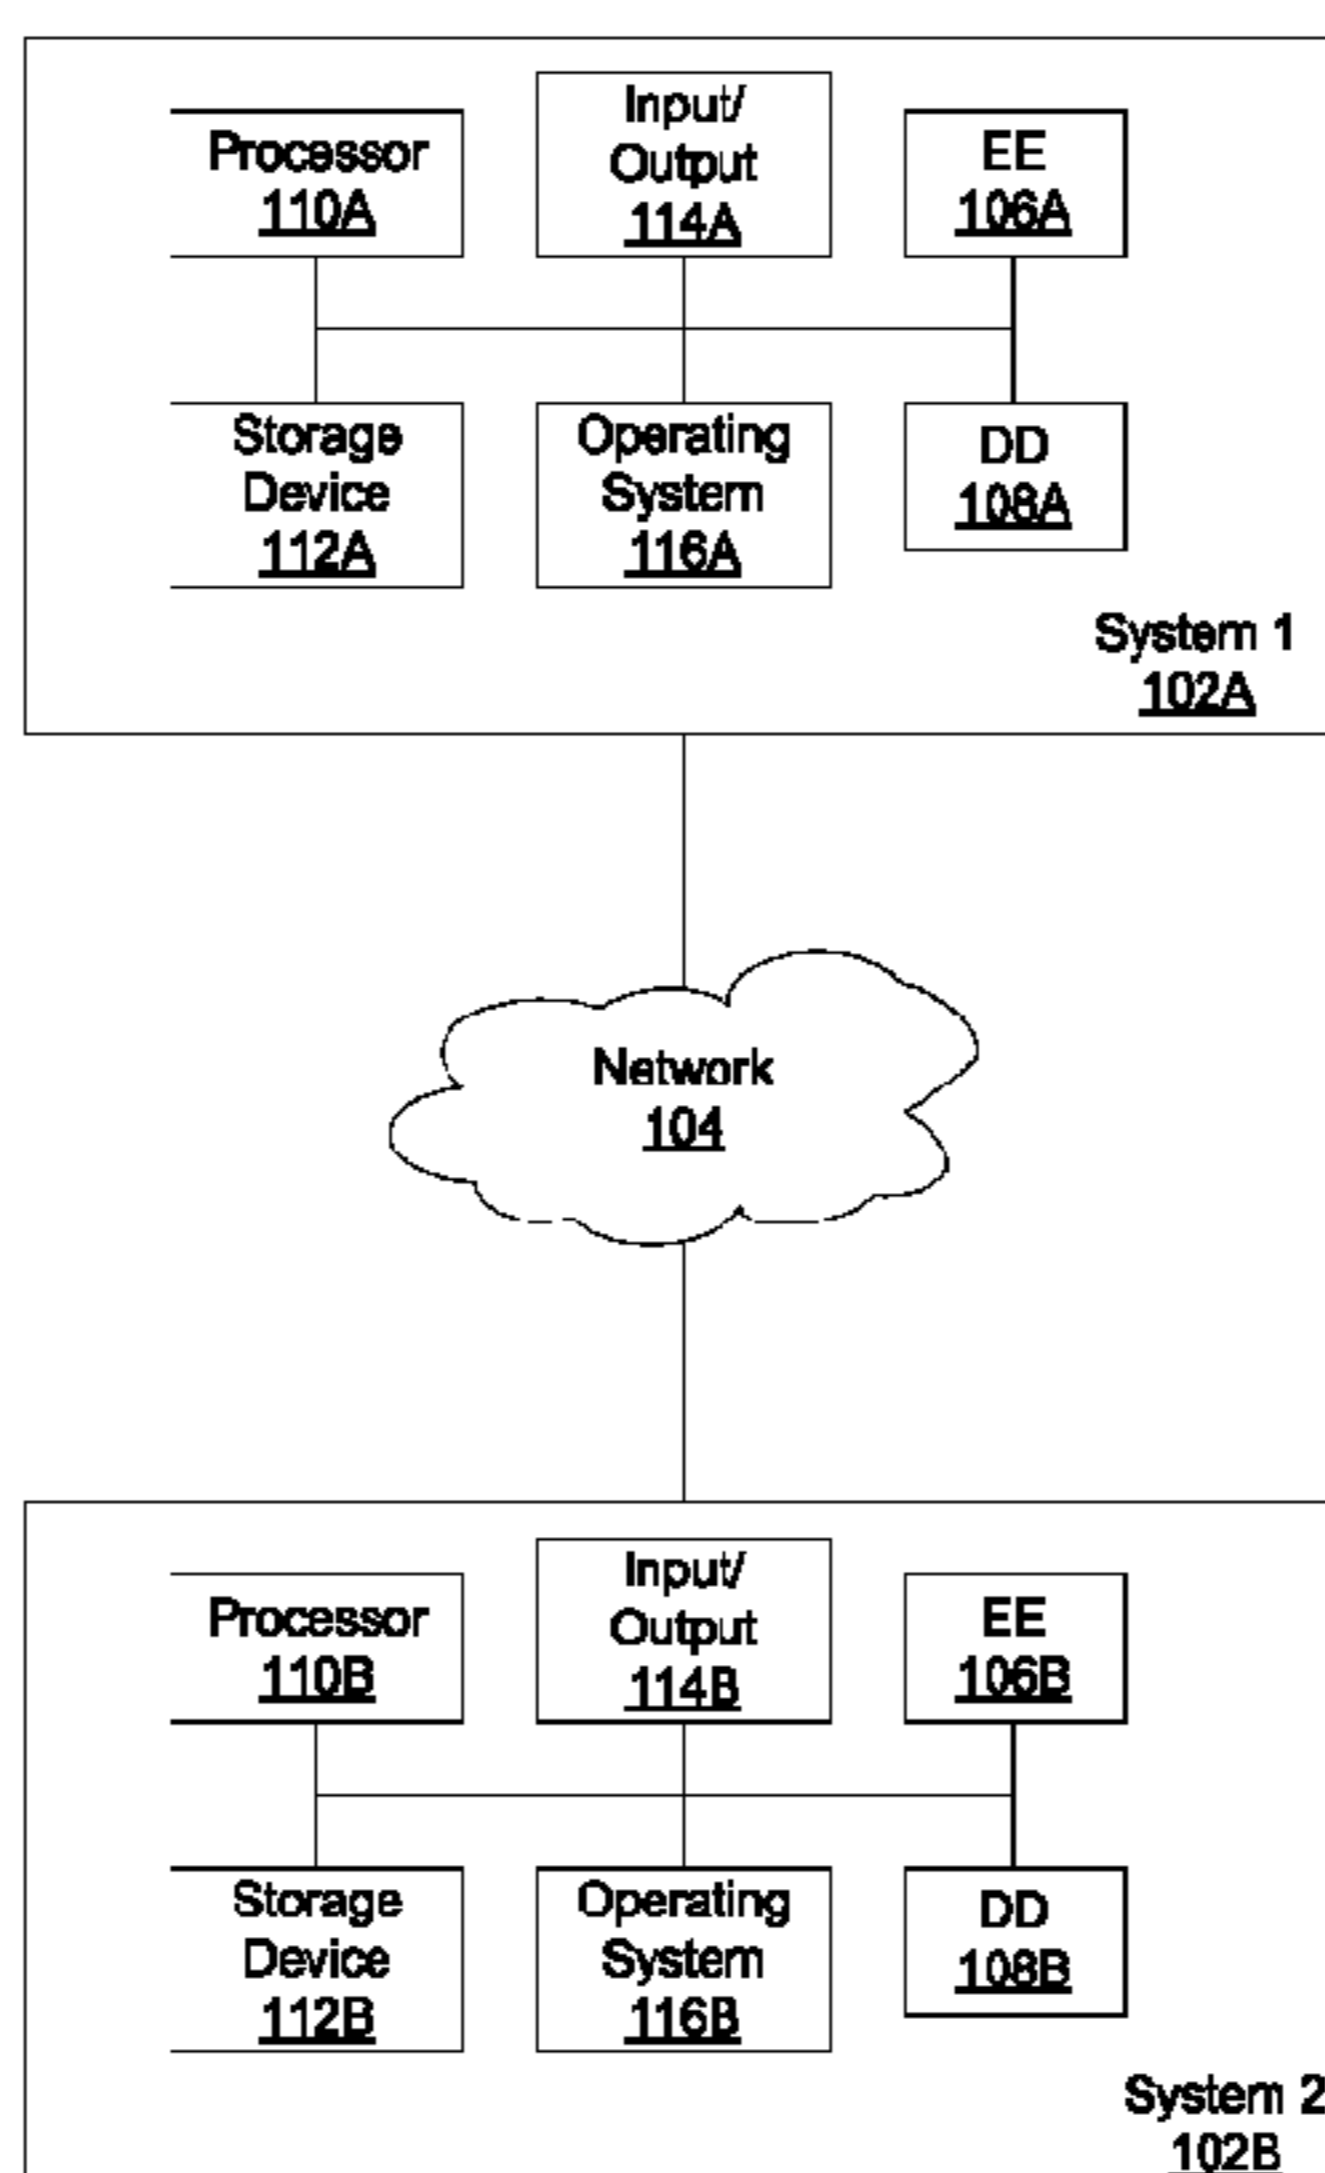 Processor
110A
Input/
Output
114A
EE
106A
Storage
Device
112A
Operating
System
116A
DD
108A
System 1
102A
Network
104
Processor
110B
Input/
Output
114B
EE
106B
Storage
Device
112B
Operating
System
116B
DD
108B
System 2
102B